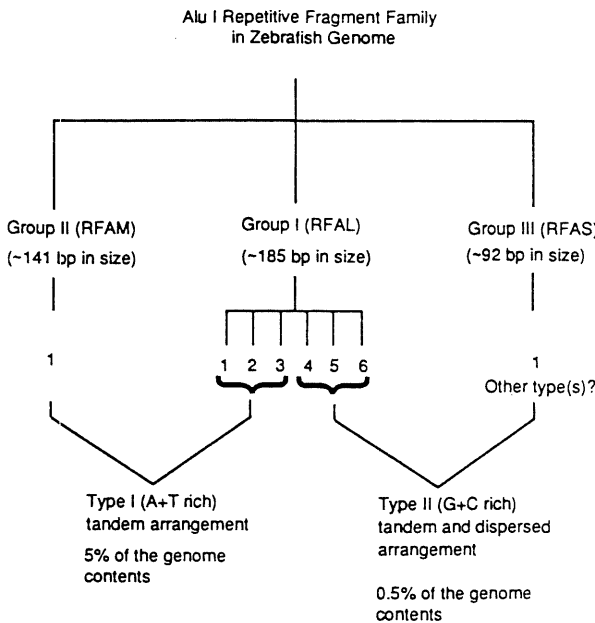 Alu I Repetitive Fragment Family
in Zebrafish Genome
Group II (RFAM)
(~141 bp in size)
Group I (RFAL)
(~185 bp in size)
Group III (RFAS)
(~92 bp in size)
1
1 2 3 4 5 6
1
Other type(s)?
Type I (A+T rich)
tandem arrangement
5% of the genome
contents
Type II (G+C rich)
tandem and dispersed
arrangement
0.5% of the genome
contents